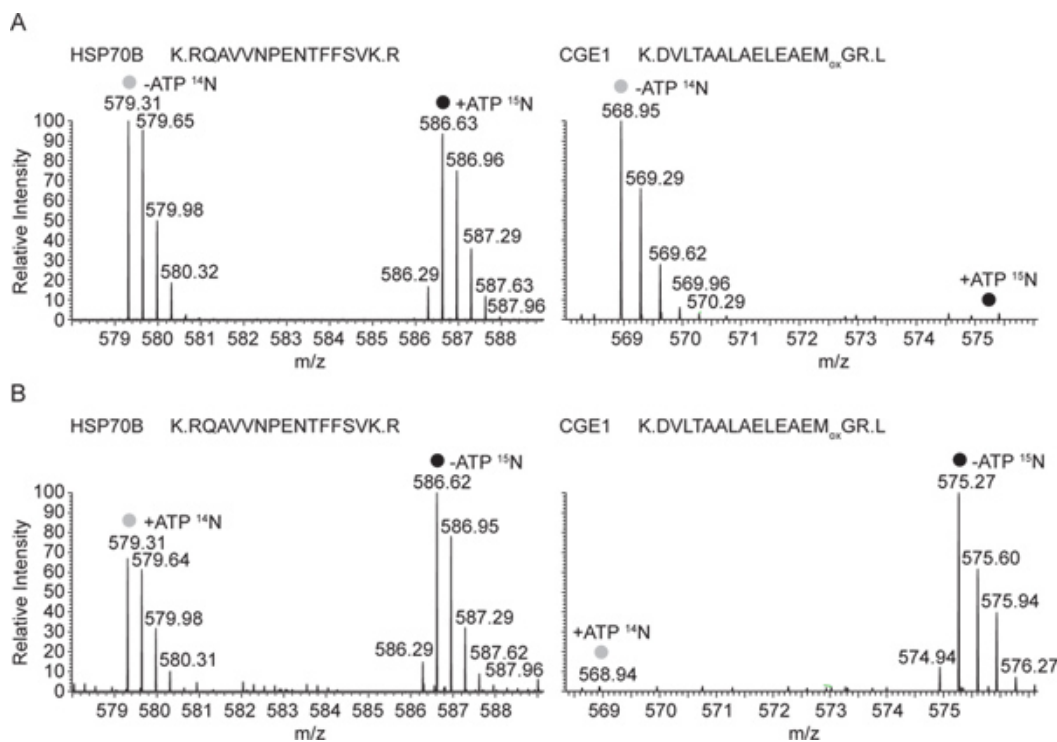 A
HSP70B K.RQAVVNPENTFFSVK.R
CGE1 K.DVLTAALAELEAEMoxGR.L
-ATP 14N
579.31
579.65
579.98
580.32
+ATP 15N
586.63
586.96
586.29
587.29
587.63
587.96
Relative Intensity
100
90
80
70
60
50
40
30
20
10
0
579 580 581 582 583 584 585 586 587 588
m/z
-ATP 14N
568.95
569.29
569.62
569.96
570.29
+ATP 15N
569 570 571 572 573 574 575
m/z
B
HSP70B K.RQAVVNPENTFFSVK.R
CGE1 K.DVLTAALAELEAEMoxGR.L
+ATP 14N
579.31
579.64
579.98
580.31
-ATP 15N
586.62
586.95
586.29
587.29
587.62
587.96
Relative Intensity
100
90
80
70
60
50
40
30
20
10
0
579 580 581 582 583 584 585 586 587 588
m/z
+ATP 14N
568.94
-ATP 15N
575.27
575.60
575.94
574.94
576.27
569 570 571 572 573 574 575
m/z